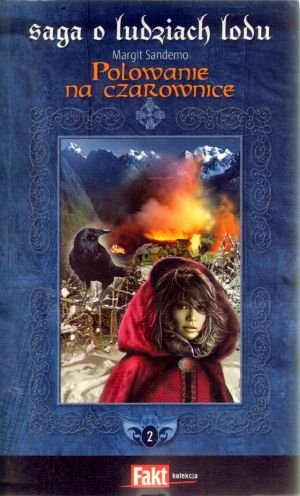 saga o ludziach lodu
Margit Sandemo
Polowanie
na czarownice
2
Fakt kolekcja